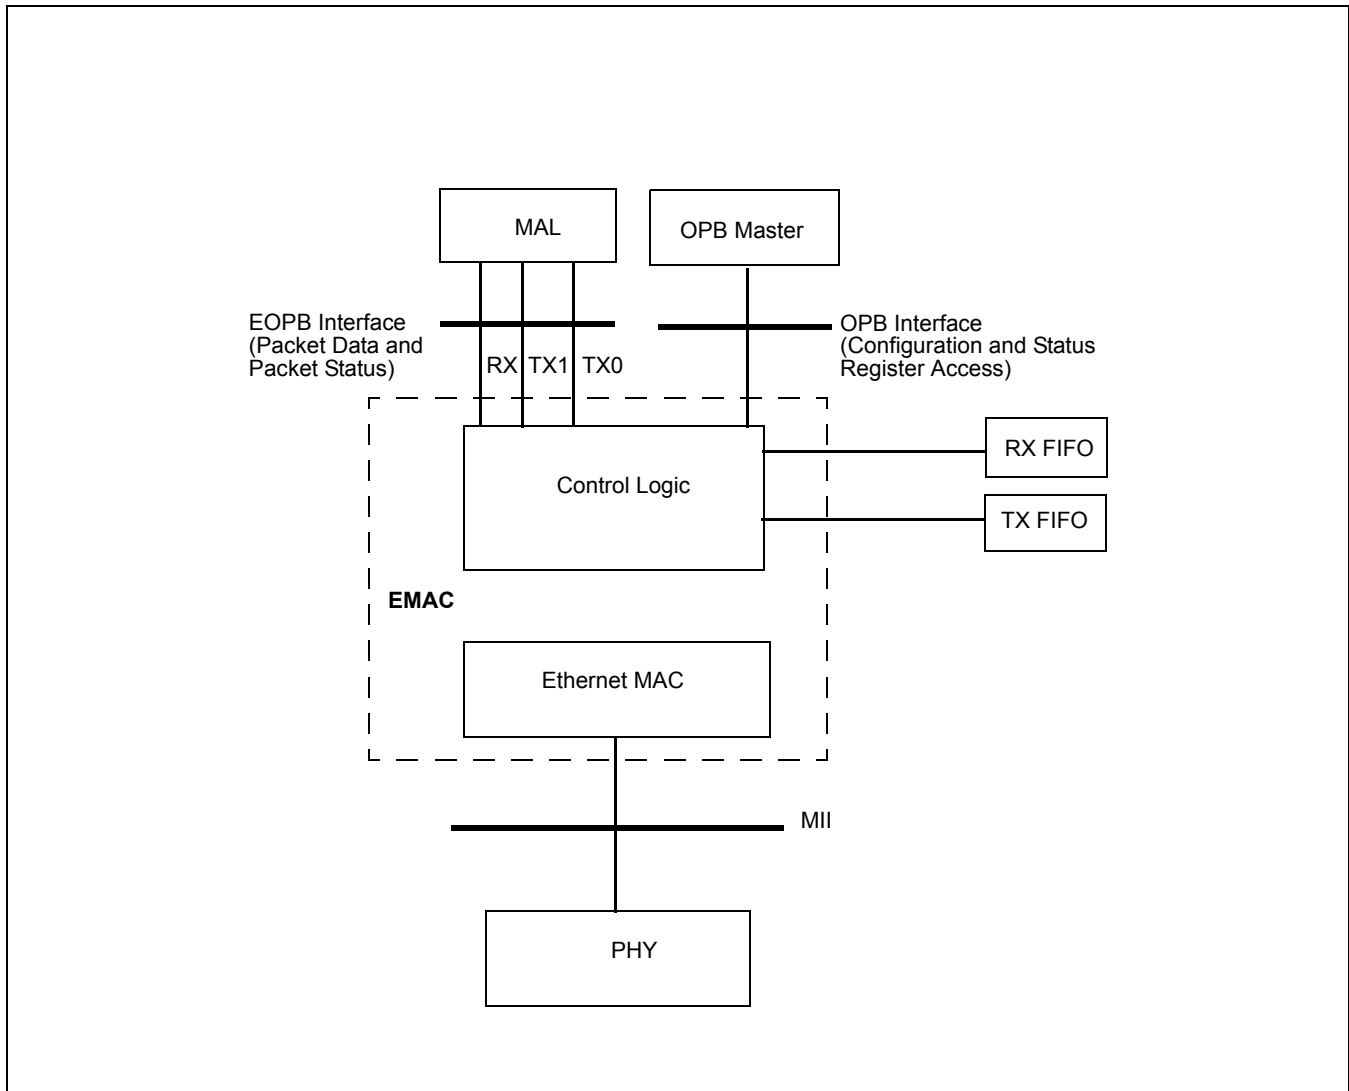 MAL
OPB Master
EOPB Interface
(Packet Data and
Packet Status)
RX TX1 TX0
OPB Interface
(Configuration and Status
Register Access)
RX FIFO
Control Logic
TX FIFO
EMAC
Ethernet MAC
MII
PHY